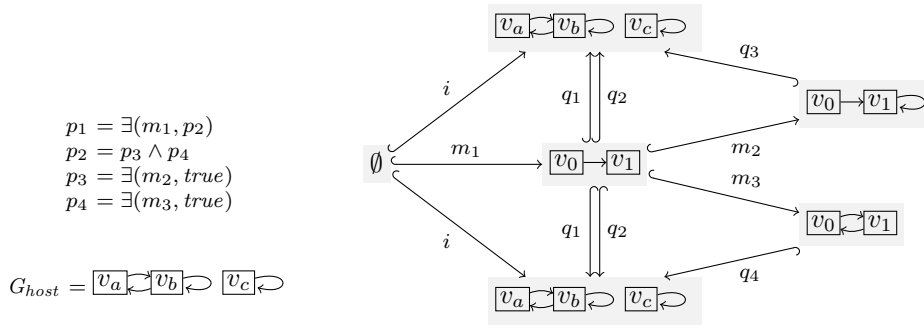 p₁ = ∃(m₁, p₂)
p₂ = p₃ ∧ p₄
p₃ = ∃(m₂, true)
p₄ = ∃(m₃, true)
G_host = v_a v_b v_c
v_a v_b v_c
i
q₁ q₂
q₃
v₀ v₁
∅
m₁
v₀ v₁
m₂
m₃
v₀ v₁
i
q₁ q₂
q₄
v_a v_b v_c